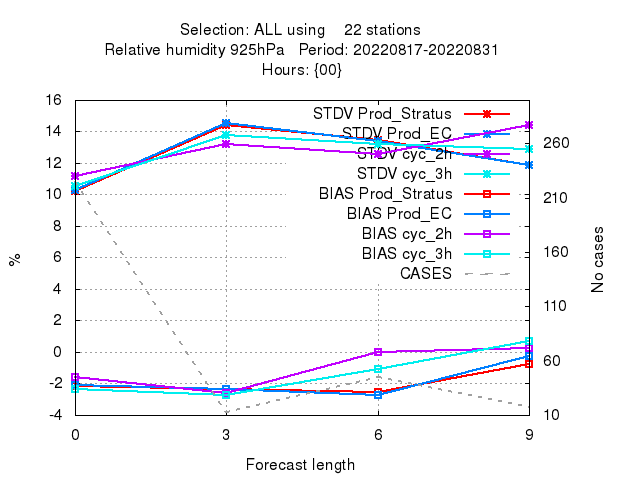 Selection: ALL using 22 stations
Relative humidity 925hPa Period: 20220817-20220831
Hours: {00}
16
14
12
10
8
6
4
2
0
-2
-4
%
STDV Prod_Stratus
STDV Prod_EC
STDV cyc_2h
STDV cyc_3h
BIAS Prod_Stratus
BIAS Prod_EC
BIAS cyc_2h
BIAS cyc_3h
CASES
260
210
160
110
60
10
No cases
0 3 6 9
Forecast length